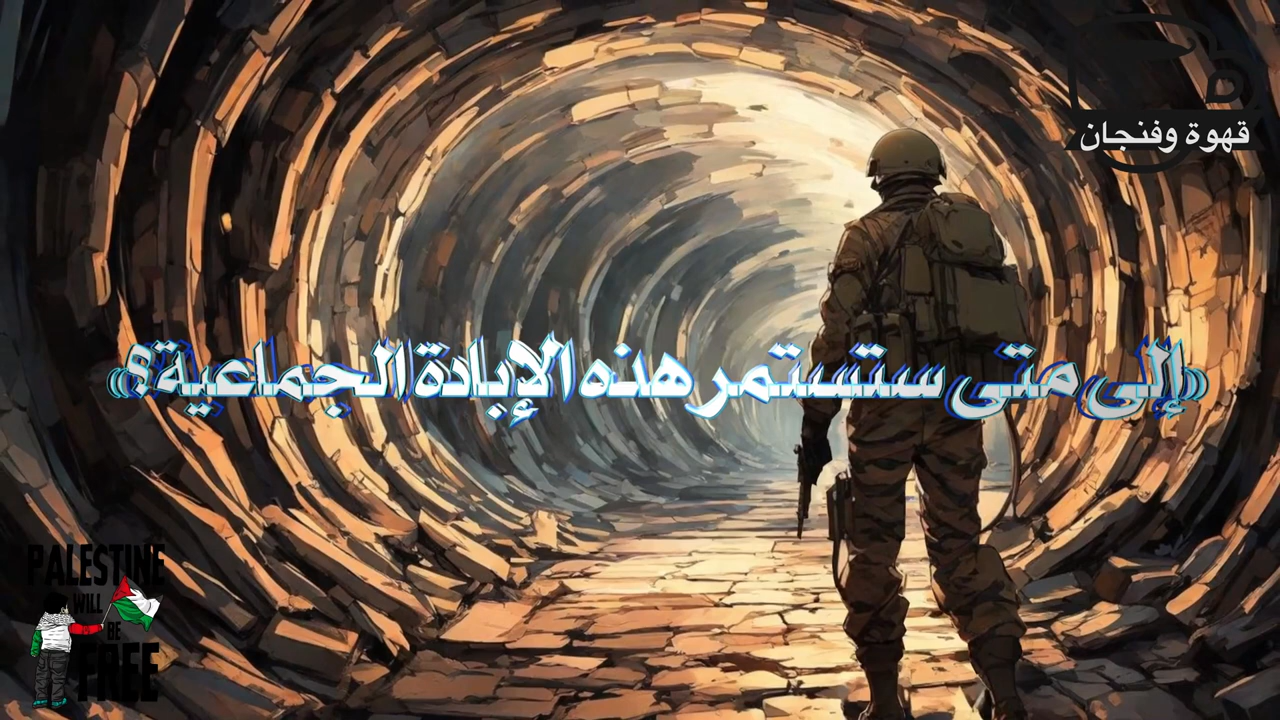 قهوة وفنجان
«إلى متى ستستمر هذه الإبادة الجماعية؟»
PALESTINE
WILL
BE
FREE